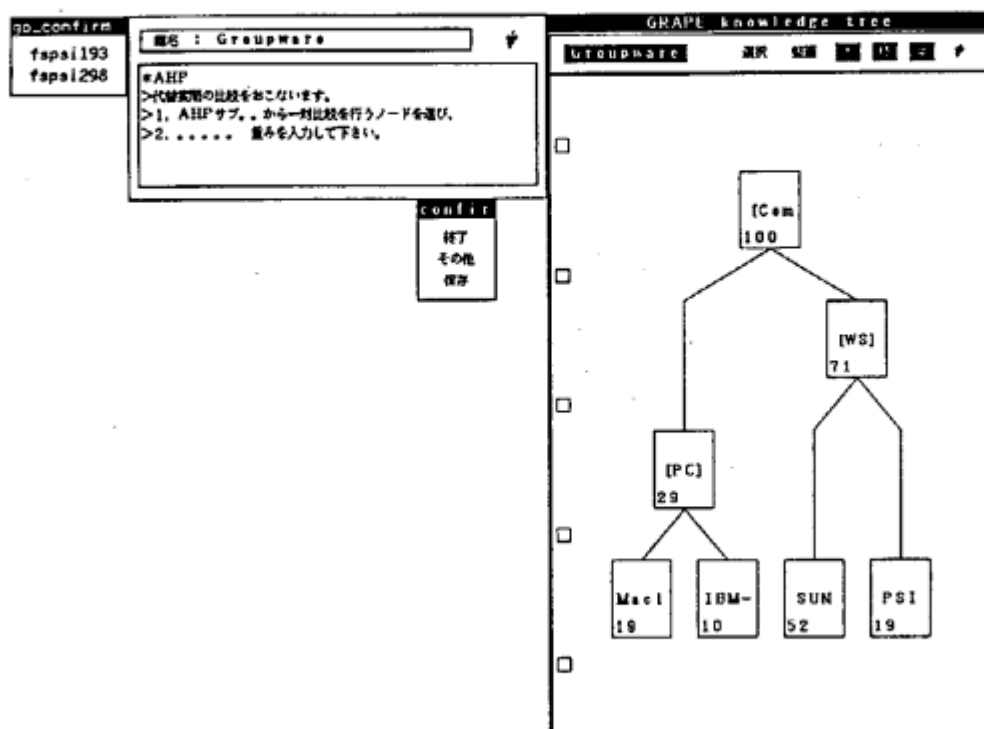 go_confirm
fspsi193
fspsi298
題名 : Groupware
*AHP
>代替案間の比較をおこないます。
>1. AHPサブ..から一対比較を行うノードを選び、
>2. . . . . . 重みを入力して下さい。
confir
終了
その他
保存
GRAPE knowledge tree
Groupware 選択
[Com
100
[WS]
71
[PC]
29
Maci
19
IBM-
10
SUN
52
PSI
19